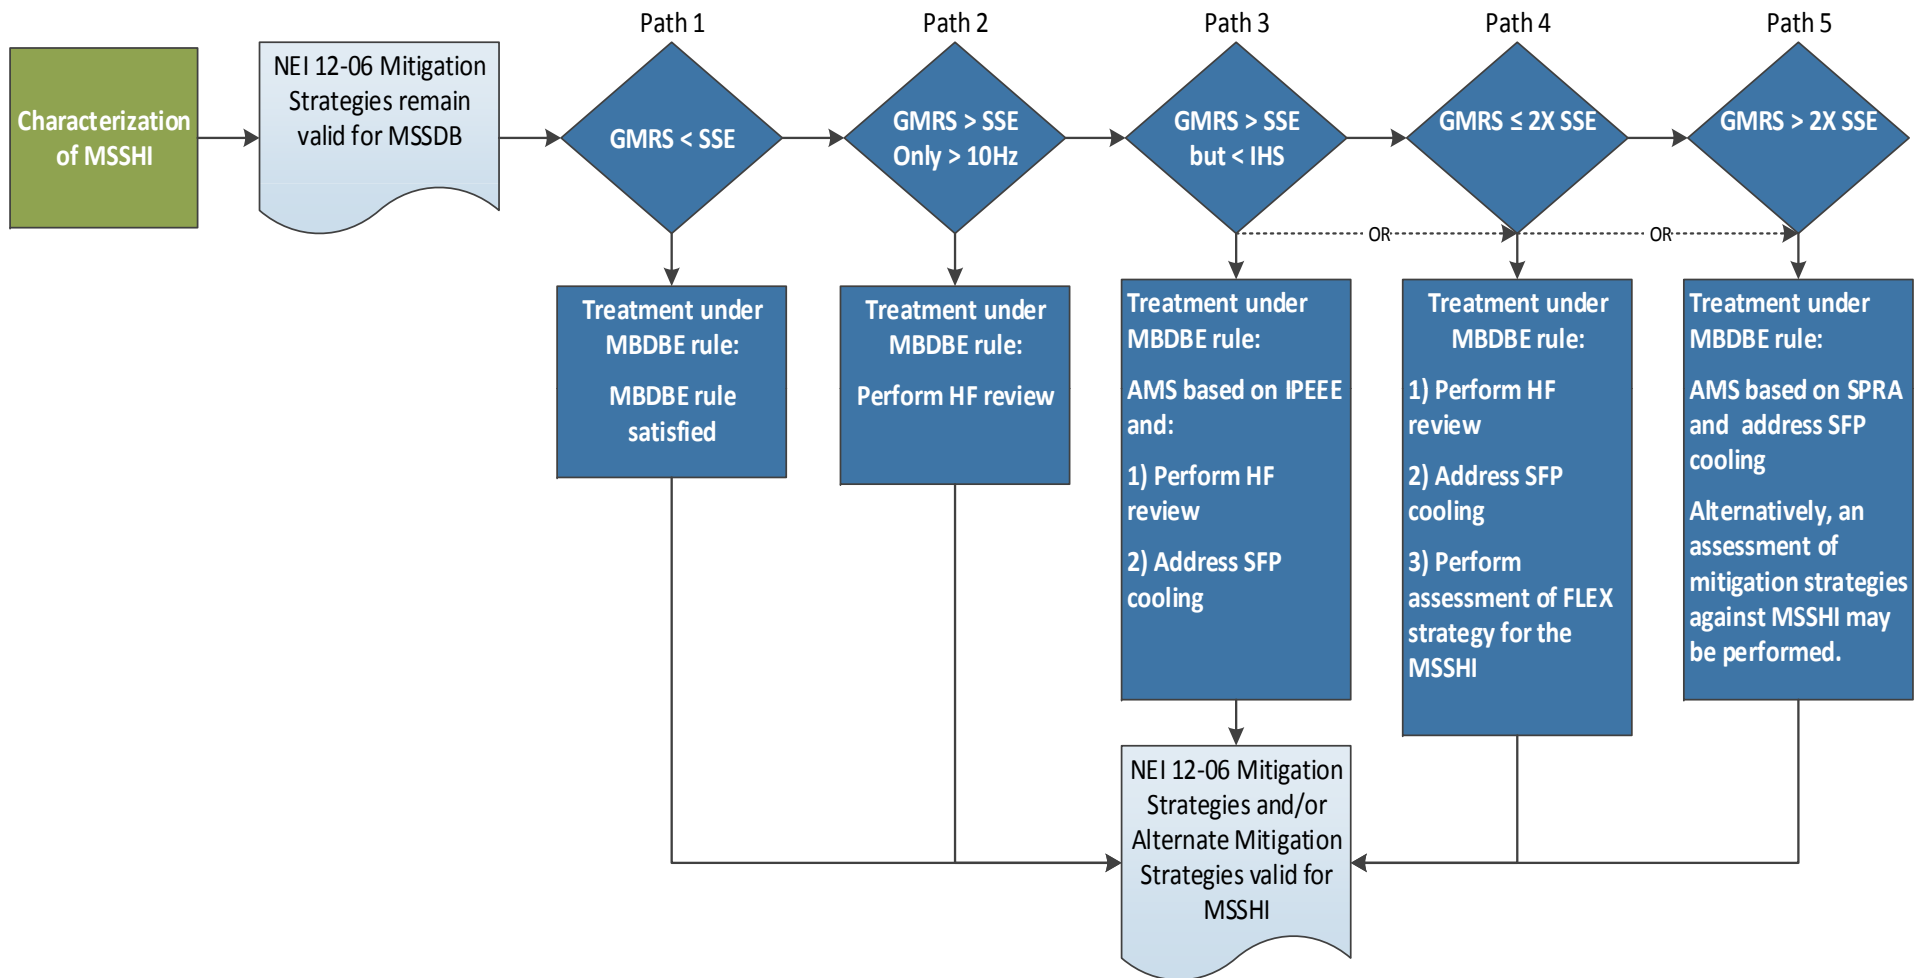 Path 1
Path 2
Path 3
Path 4
Path 5
Characterization
of MSSHI
NEI 12-06 Mitigation
Strategies remain
valid for MSSDB
GMRS < SSE
GMRS > SSE
Only > 10Hz
GMRS > SSE
but < IHS
GMRS ≤ 2X SSE
GMRS > 2X SSE
OR
OR
Treatment under
MBDBE rule:
MBDBE rule
satisfied
Treatment under
MBDBE rule:
Perform HF review
Treatment under
MBDBE rule:
AMS based on IPEEE
and:
1) Perform HF
review
2) Address SFP
cooling
Treatment under
MBDBE rule:
1) Perform HF
review
2) Address SFP
cooling
3) Perform
assessment of FLEX
strategy for the
MSSHI
Treatment under
MBDBE rule:
AMS based on SPRA
and address SFP
cooling
Alternatively, an
assessment of
mitigation strategies
against MSSHI may
be performed.
NEI 12-06 Mitigation
Strategies and/or
Alternate Mitigation
Strategies valid for
MSSHI